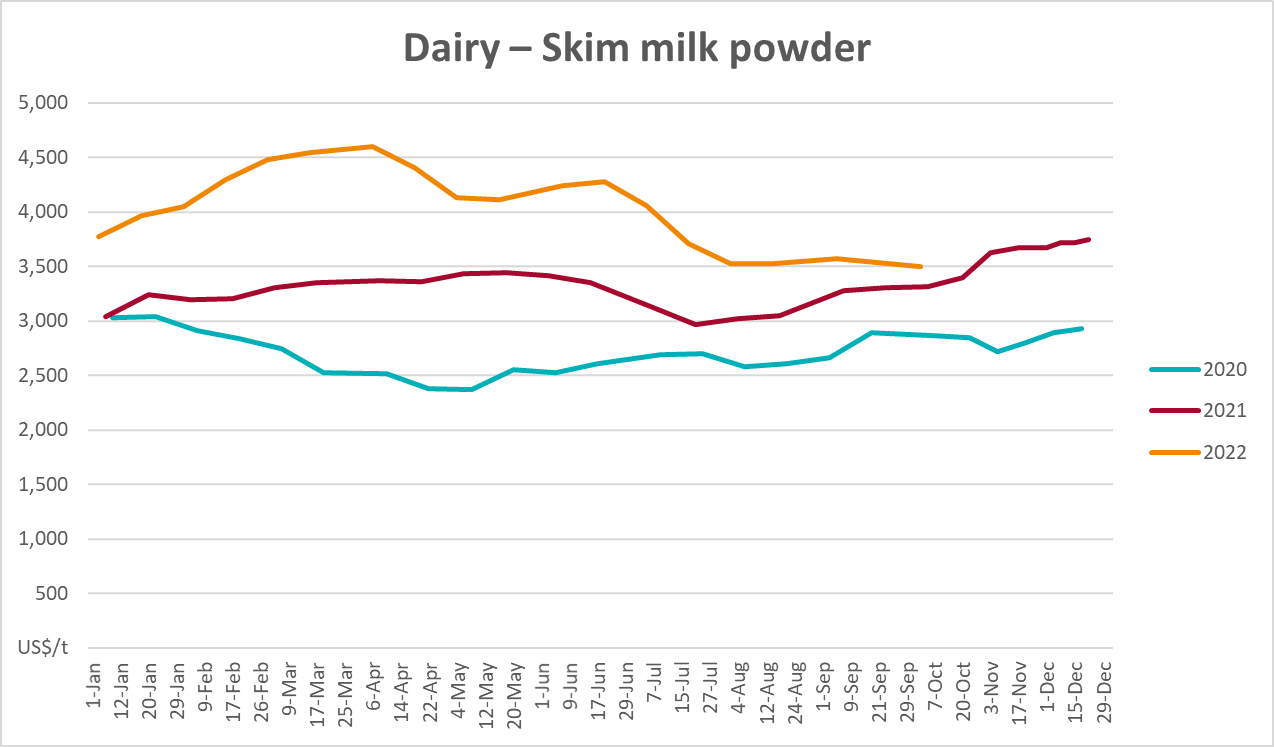 Dairy – Skim milk powder
5,000
4,500
4,000
3,500
3,000
2,500
2,000
1,500
1,000
500
US$/t
1-Jan
12-Jan
20-Jan
29-Jan
9-Feb
17-Feb
26-Feb
9-Mar
17-Mar
25-Mar
6-Apr
14-Apr
22-Apr
4-May
12-May
20-May
1-Jun
9-Jun
17-Jun
29-Jun
7-Jul
15-Jul
27-Jul
4-Aug
12-Aug
24-Aug
1-Sep
9-Sep
21-Sep
29-Sep
7-Oct
20-Oct
3-Nov
17-Nov
1-Dec
15-Dec
29-Dec
2020
2021
2022